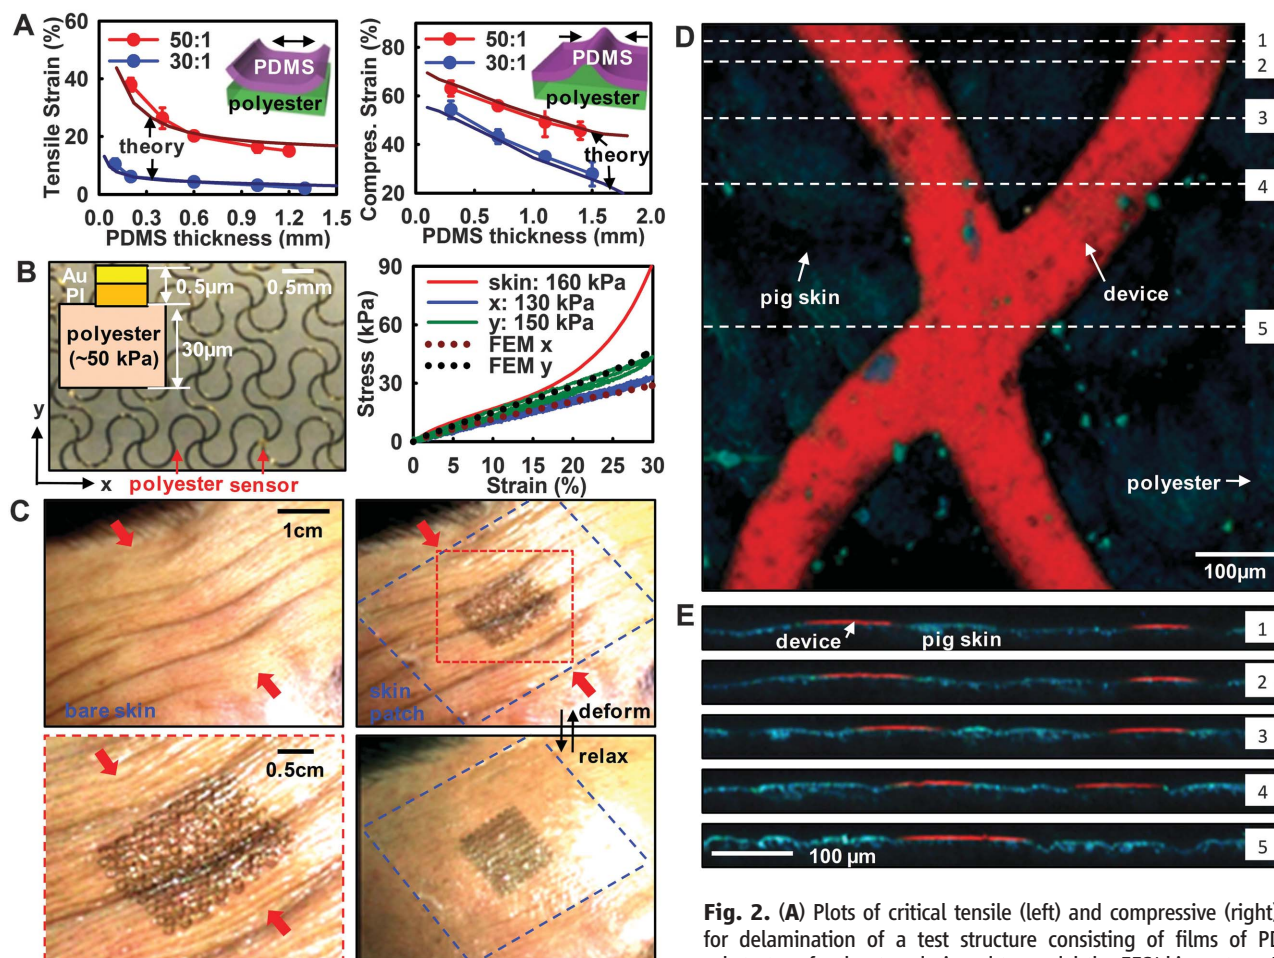 A
Tensile Strain (%)
60
40
20
0
50:1
30:1
PDMS
polyester
theory
0.0 0.3 0.6 0.9 1.2 1.5
PDMS thickness (mm)
Compres. Strain (%)
80
60
40
20
50:1
30:1
PDMS
polyester
theory
0.0 0.5 1.0 1.5 2.0
PDMS thickness (mm)
B
Au
PI
0.5µm
0.5mm
polyester
(~50 kPa)
30µm
y
x
polyester sensor
Stress (kPa)
90
60
30
0
skin: 160 kPa
x: 130 kPa
y: 150 kPa
FEM x
FEM y
0 5 10 15 20 25 30
Strain (%)
C
1cm
bare skin
skin
patch
deform
relax
0.5cm
D
1
2
3
4
5
pig skin
device
polyester
100µm
E
device
pig skin
1
2
3
4
5
100 µm
Fig. 2. (A) Plots of critical tensile (left) and compressive (right)
for delamination of a test structure consisting of films of PD